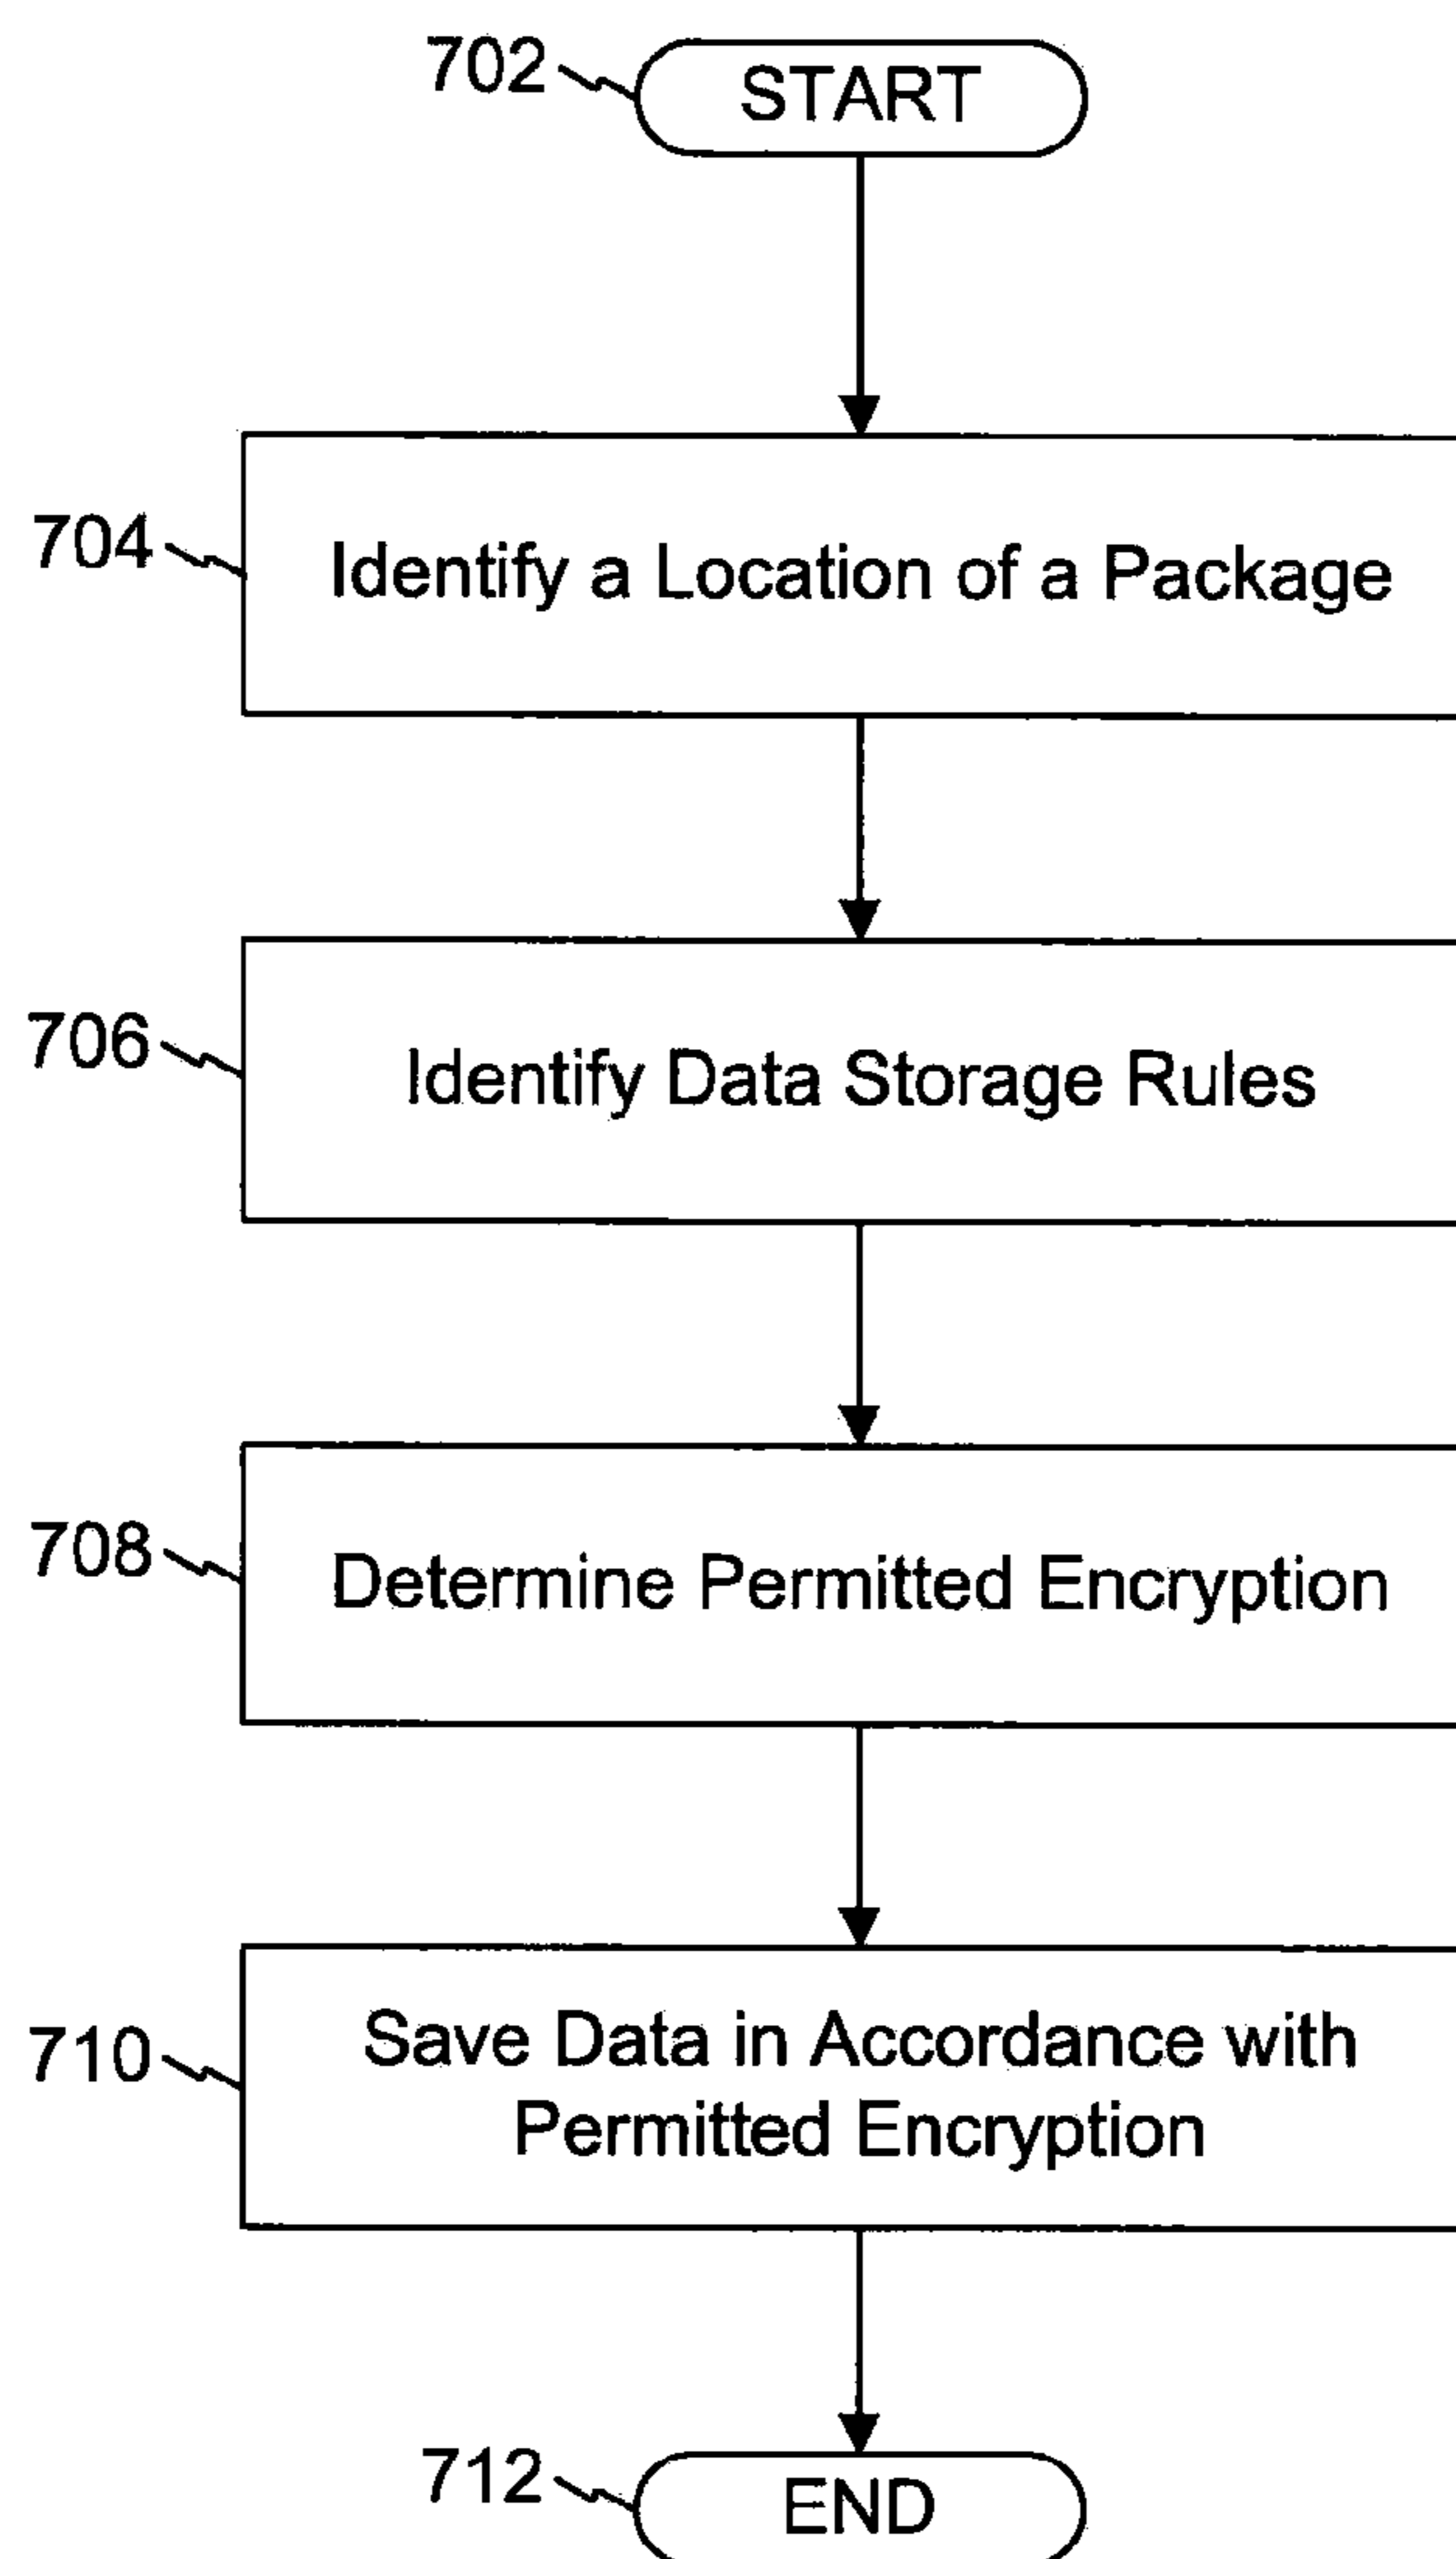 702
START
704
Identify a Location of a Package
706
Identify Data Storage Rules
708
Determine Permitted Encryption
710
Save Data in Accordance with
Permitted Encryption
712
END